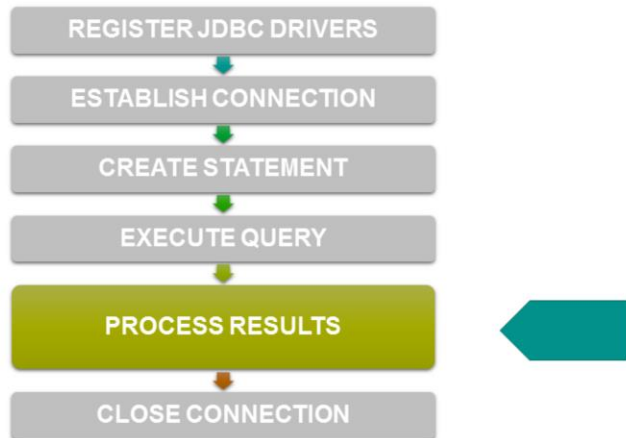 REGISTER JDBC DRIVERS
ESTABLISH CONNECTION
CREATE STATEMENT
EXECUTE QUERY
PROCESS RESULTS
CLOSE CONNECTION